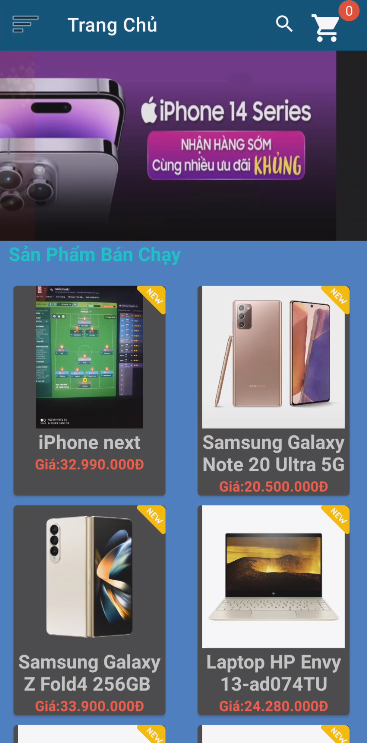 Trang Chủ
0
iPhone 14 Series
NHẬN HÀNG SỚM
Cùng nhiều ưu đãi KHỦNG
Sản Phẩm Bán Chạy
NEW
NEW
iPhone next
Giá:32.990.000Đ
Samsung Galaxy
Note 20 Ultra 5G
Giá:20.500.000Đ
NEW
NEW
Samsung Galaxy
Z Fold4 256GB
Giá:33.900.000Đ
Laptop HP Envy
13-ad074TU
Giá:24.280.000Đ
NEW
NEW